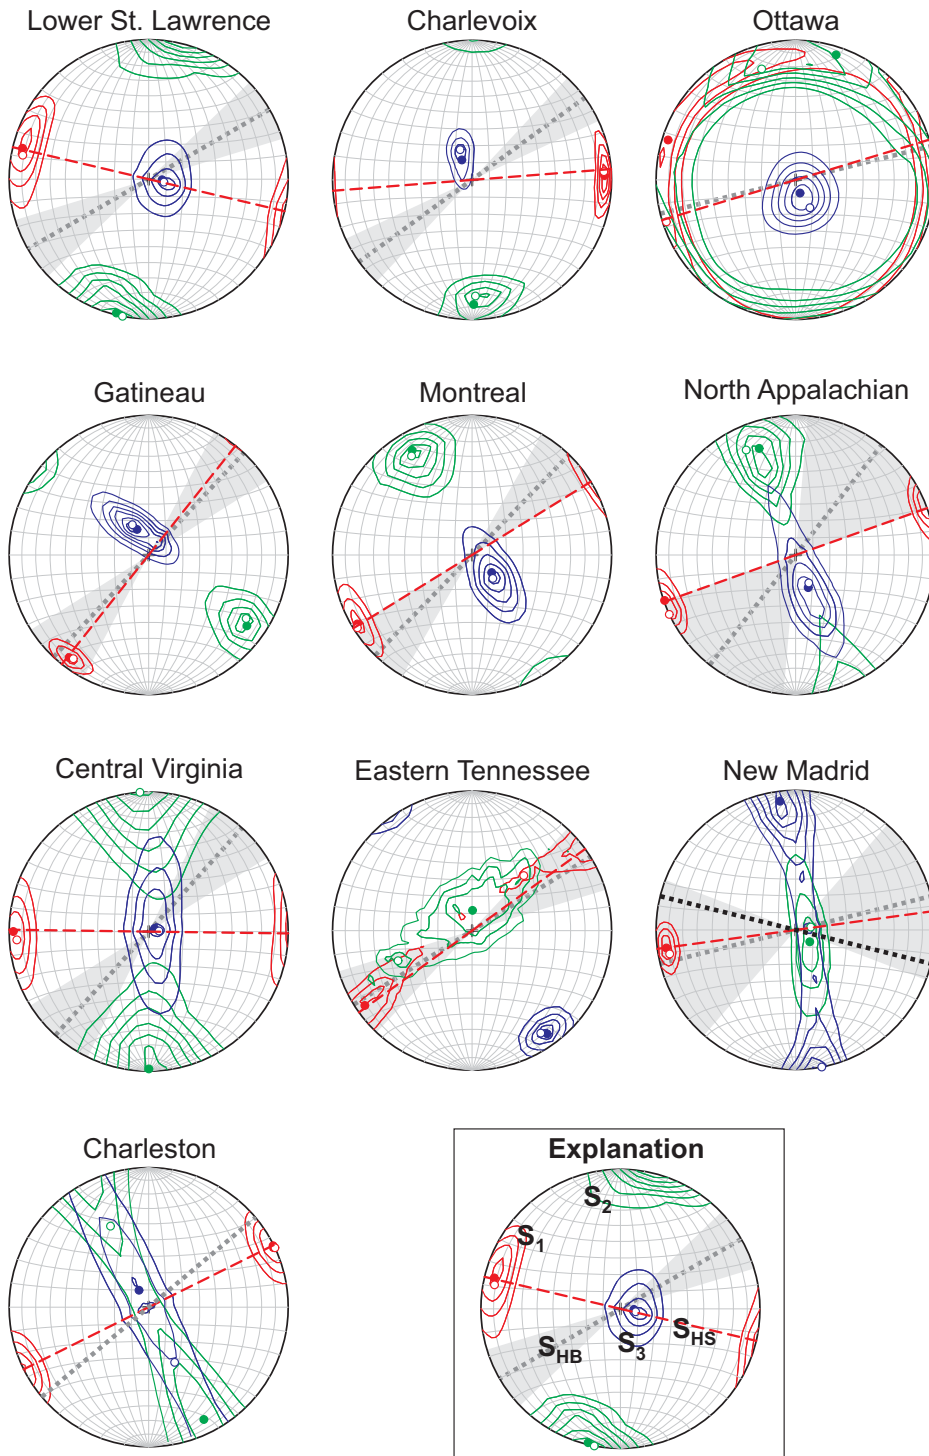 Lower St. Lawrence
Charlevoix
Ottawa
Gatineau
Montreal
North Appalachian
Central Virginia
Eastern Tennessee
New Madrid
Charleston
Explanation
S2
S1
SHB
S3
SHS